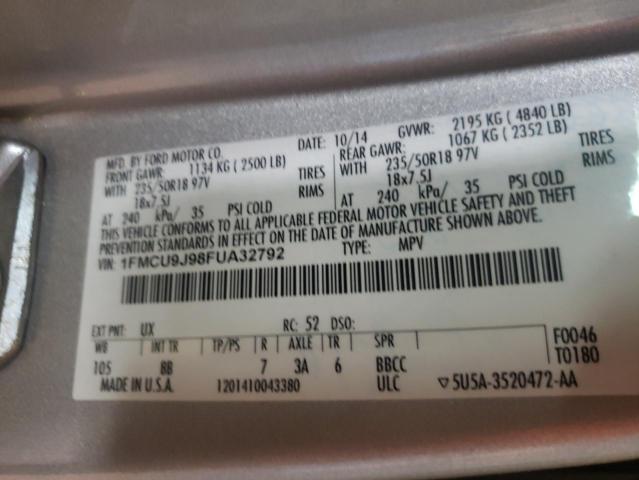 MFD. BY FORD MOTOR CO.
DATE: 10/14 GVWR: 2195 KG ( 4840 LB)
FRONT GAWR: 1134 KG ( 2500 LB) REAR GAWR: 1067 KG ( 2352 LB)
WITH 235/50R18 97V TIRES WITH 235/50R18 97V TIRES
18x7.5J RIMS 18x7.5J RIMS
AT 240 kPa/ 35 PSI COLD AT 240 kPa/ 35 PSI COLD
THIS VEHICLE CONFORMS TO ALL APPLICABLE FEDERAL MOTOR VEHICLE SAFETY AND THEFT
PREVENTION STANDARDS IN EFFECT ON THE DATE OF MANUFACTURE SHOWN ABOVE.
VIN: 1FMCU9J98FUA32792 TYPE: MPV
EXT PNT: UX RC: 52 DSO:
WB INT TR TP/PS R AXLE TR SPR F0046
105 BB 7 3A 6 BBCC T0180
MADE IN U.S.A. 1201410043380 ULC ▽5U5A-3520472-AA